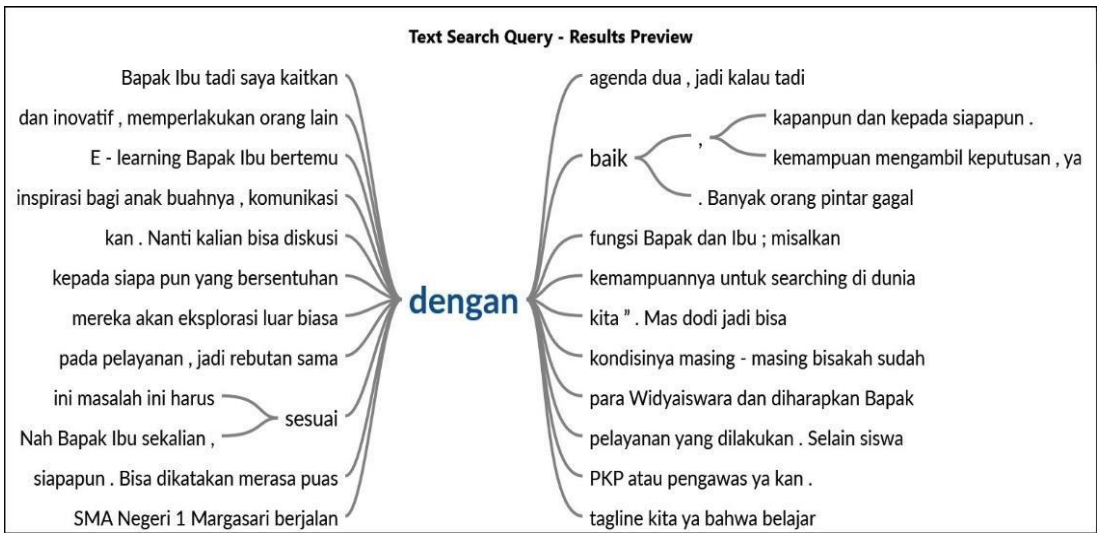 Text Search Query - Results Preview
Bapak Ibu tadi saya kaitkan
dan inovatif , memperlakukan orang lain
E - learning Bapak Ibu bertemu
inspirasi bagi anak buahnya , komunikasi
kan . Nanti kalian bisa diskusi
kepada siapa pun yang bersentuhan
mereka akan eksplorasi luar biasa
pada pelayanan , jadi rebutan sama
ini masalah ini harus
Nah Bapak Ibu sekalian ,
sesuai
siapapun . Bisa dikatakan merasa puas
SMA Negeri 1 Margasari berjalan
dengan
agenda dua , jadi kalau tadi
baik
,
kapanpun dan kepada siapapun .
kemampuan mengambil keputusan , ya
. Banyak orang pintar gagal
fungsi Bapak dan Ibu ; misalkan
kemampuannya untuk searching di dunia
kita ” . Mas dodi jadi bisa
kondisinya masing - masing bisakah sudah
para Widyaiswara dan diharapkan Bapak
pelayanan yang dilakukan . Selain siswa
PKP atau pengawas ya kan .
tagline kita ya bahwa belajar